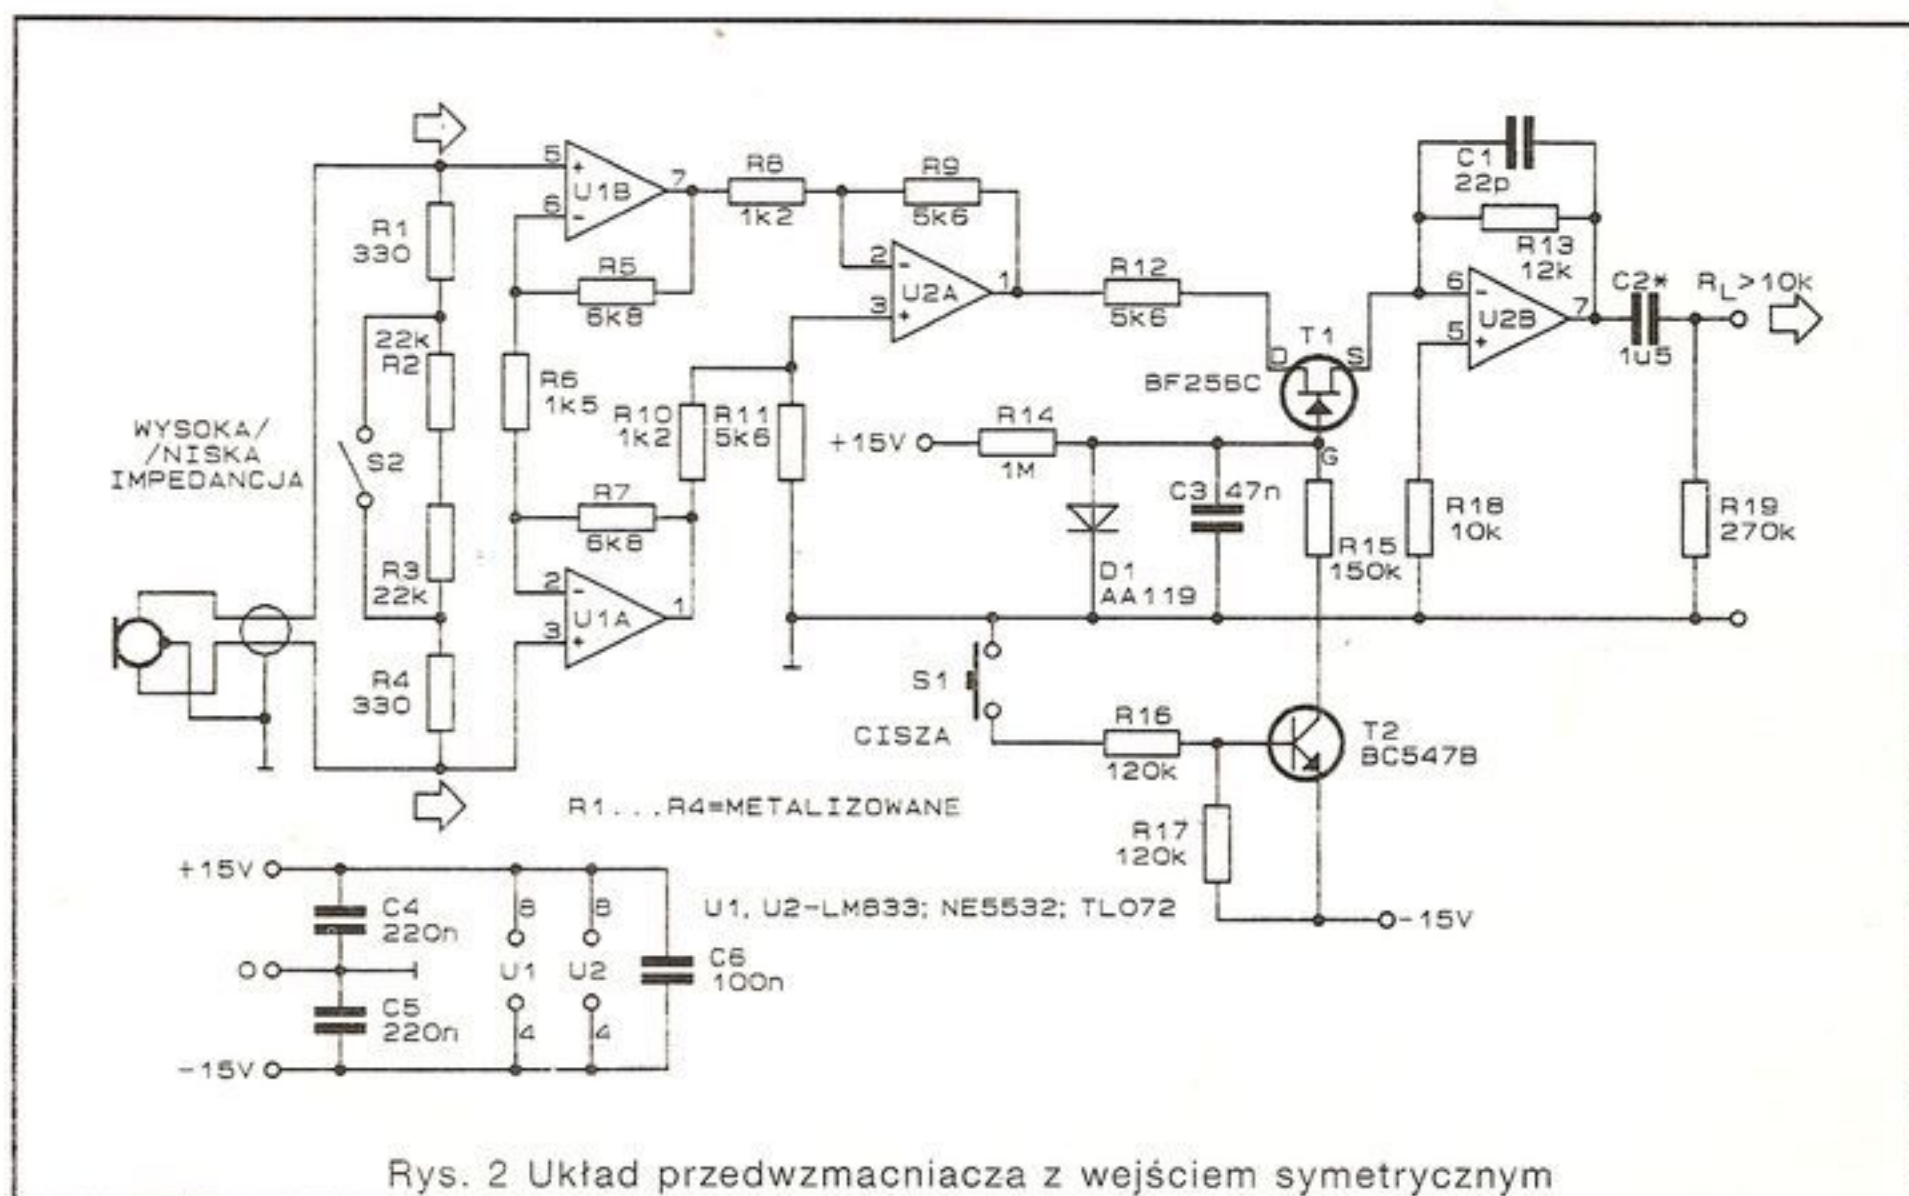 5
+
U1B
7
6
-
R8
1k2
R9
5k6
C1
22p
R1
330
R5
6k8
2
-
U2A
1
3
+
R12
5k6
R13
12k
C2*
1u5
RL>10k
6
-
U2B
7
5
+
22k
R2
R6
1k5
T1
D
S
BF256C
G
WYSOKA/
/NISKA
IMPEDANCJA
S2
R10
1k2
R11
5k6
+15V
R14
1M
R7
6k8
C3 47n
R18
10k
R19
270k
R3
22k
R15
150k
D1
AA119
2
-
U1A
1
3
+
R4
330
S1
CISZA
R16
120k
T2
BC547B
R1...R4=METALIZOWANE
R17
120k
+15V
C4
220n
8
8
U1, U2-LM833; NE5532; TL072
-15V
0
U1
U2
C6
100n
C5
220n
4
4
-15V
Rys. 2 Układ przedwzmacniacza z wejściem symetrycznym